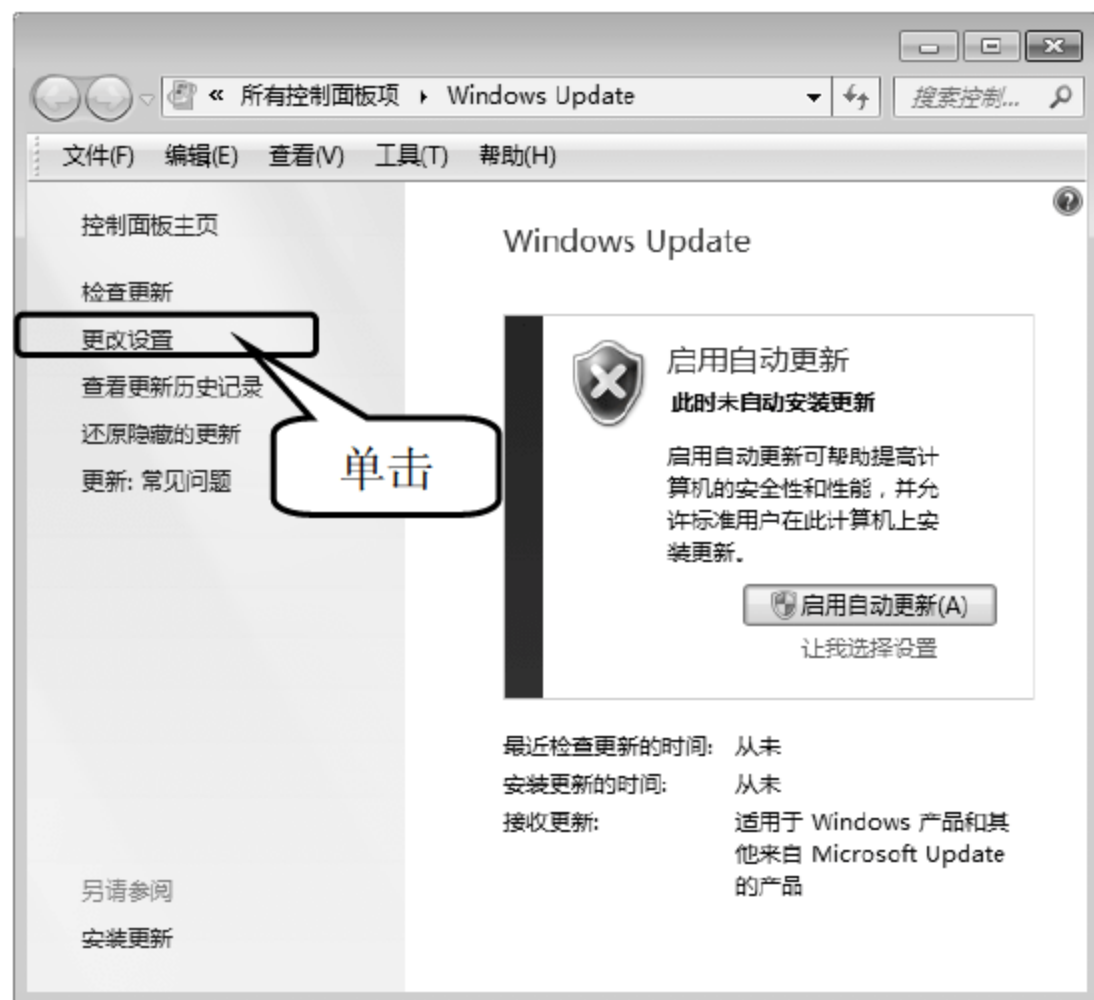 « 所有控制面板项 ▸ Windows Update
搜索控制...
文件(F) 编辑(E) 查看(V) 工具(T) 帮助(H)
控制面板主页
检查更新
更改设置
查看更新历史记录
还原隐藏的更新
更新: 常见问题
单击
另请参阅
安装更新
Windows Update
启用自动更新
此时未自动安装更新
启用自动更新可帮助提高计
算机的安全性和性能，并允
许标准用户在此计算机上安
装更新。
启用自动更新(A)
让我选择设置
最近检查更新的时间: 从未
安装更新的时间: 从未
接收更新: 适用于 Windows 产品和其
他来自 Microsoft Update
的产品